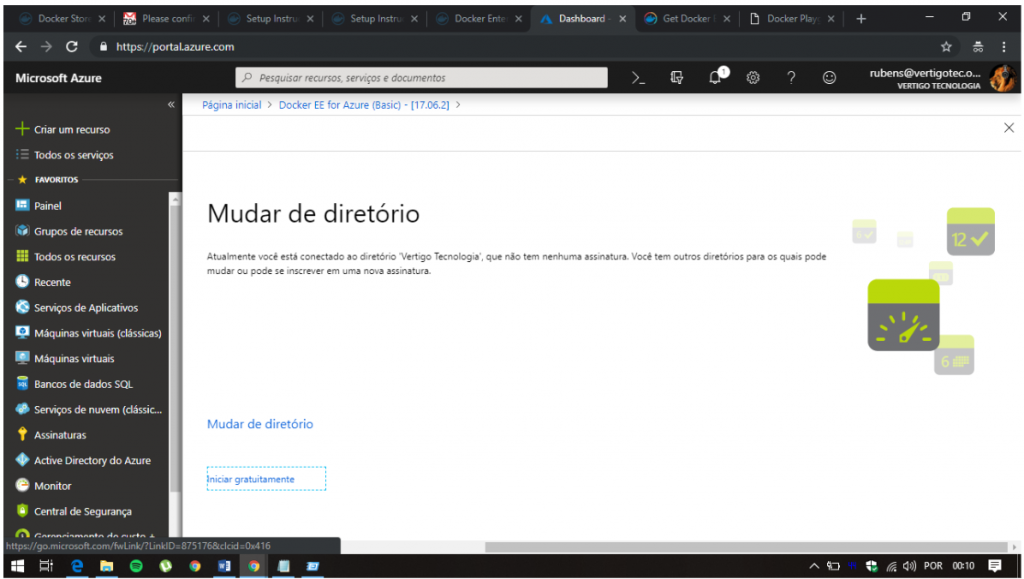 Docker Store
Please confi
Setup Instru
Setup Instru
Docker Enter
Dashboard -
Get Docker
Docker Play
https://portal.azure.com
Microsoft Azure
Pesquisar recursos, serviços e documentos
1
rubens@vertigotec.o...
VERTIGO TECNOLOGIA
Página inicial > Docker EE for Azure (Basic) - [17.06.2] >
Criar um recurso
Todos os serviços
FAVORITOS
Painel
Grupos de recursos
Todos os recursos
Recente
Serviços de Aplicativos
Máquinas virtuais (clássicas)
Máquinas virtuais
Bancos de dados SQL
Serviços de nuvem (clássic...
Assinaturas
Active Directory do Azure
Monitor
Central de Segurança
Gerenciamento de custo +
Mudar de diretório
Atualmente você está conectado ao diretório 'Vertigo Tecnologia', que não tem nenhuma assinatura. Você tem outros diretórios para os quais pode
mudar ou pode se inscrever em uma nova assinatura.
12
6
Mudar de diretório
Iniciar gratuitamente
https://go.microsoft.com/fwLink/?LinkID=875176&clcid=0x416
POR
00:10